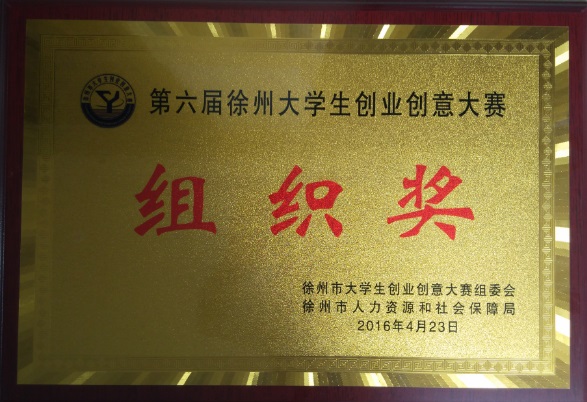 第六届徐州大学生创业创意大赛
组织奖
徐州市大学生创业创意大赛组委会
徐州市人力资源和社会保障局
2016年4月23日